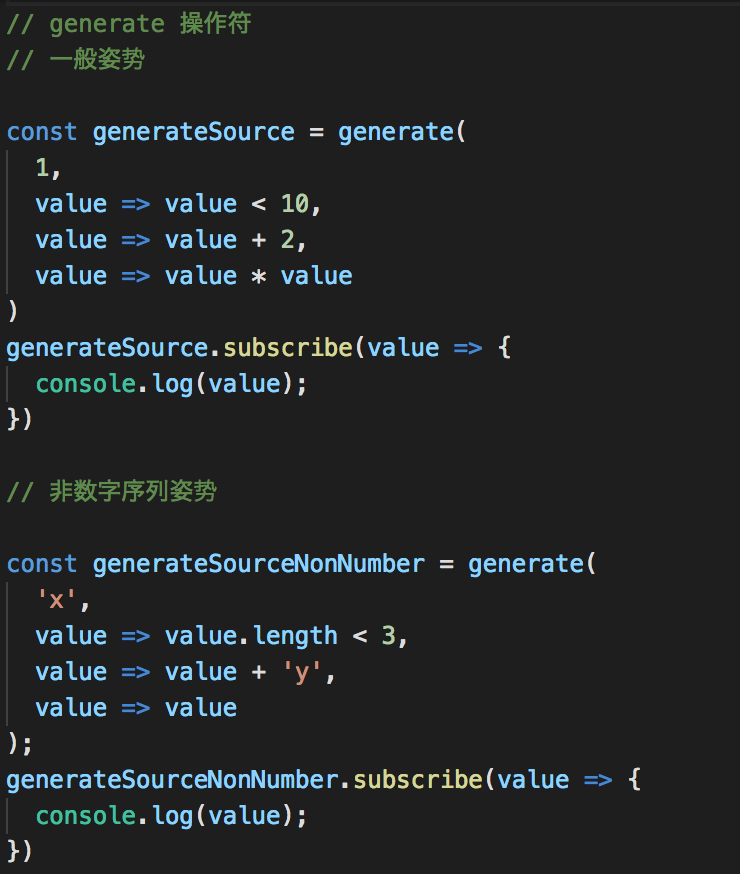 // generate 操作符
// 一般姿势
const generateSource = generate(
1,
value => value < 10,
value => value + 2,
value => value * value
)
generateSource.subscribe(value => {
console.log(value);
})
// 非数字序列姿势
const generateSourceNonNumber = generate(
'x',
value => value.length < 3,
value => value + 'y',
value => value
);
generateSourceNonNumber.subscribe(value => {
console.log(value);
})